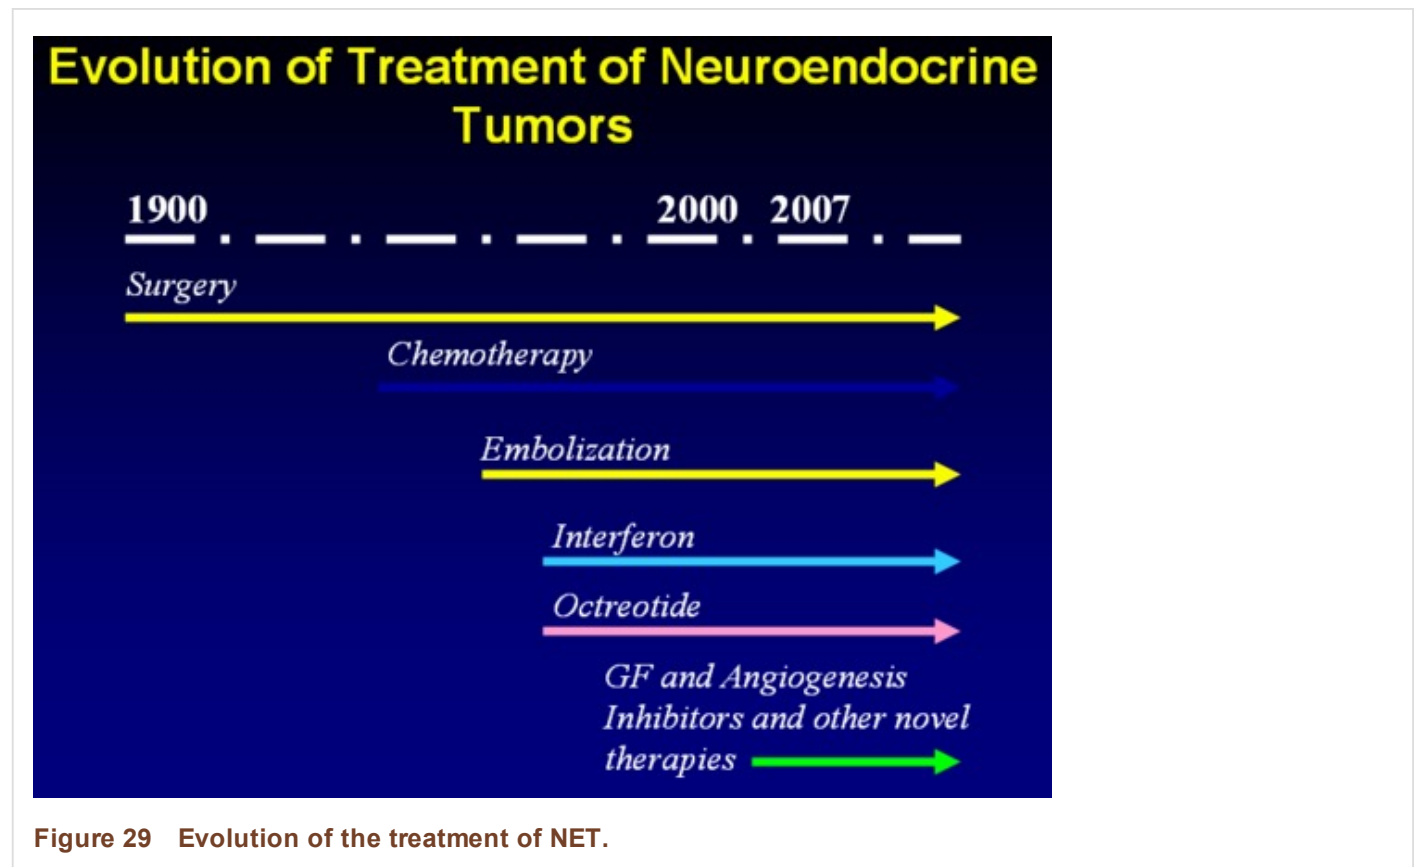 Evolution of Treatment of Neuroendocrine
Tumors
1900 2000 2007
Surgery
Chemotherapy
Embolization
Interferon
Octreotide
GF and Angiogenesis
Inhibitors and other novel
therapies
Figure 29 Evolution of the treatment of NET.